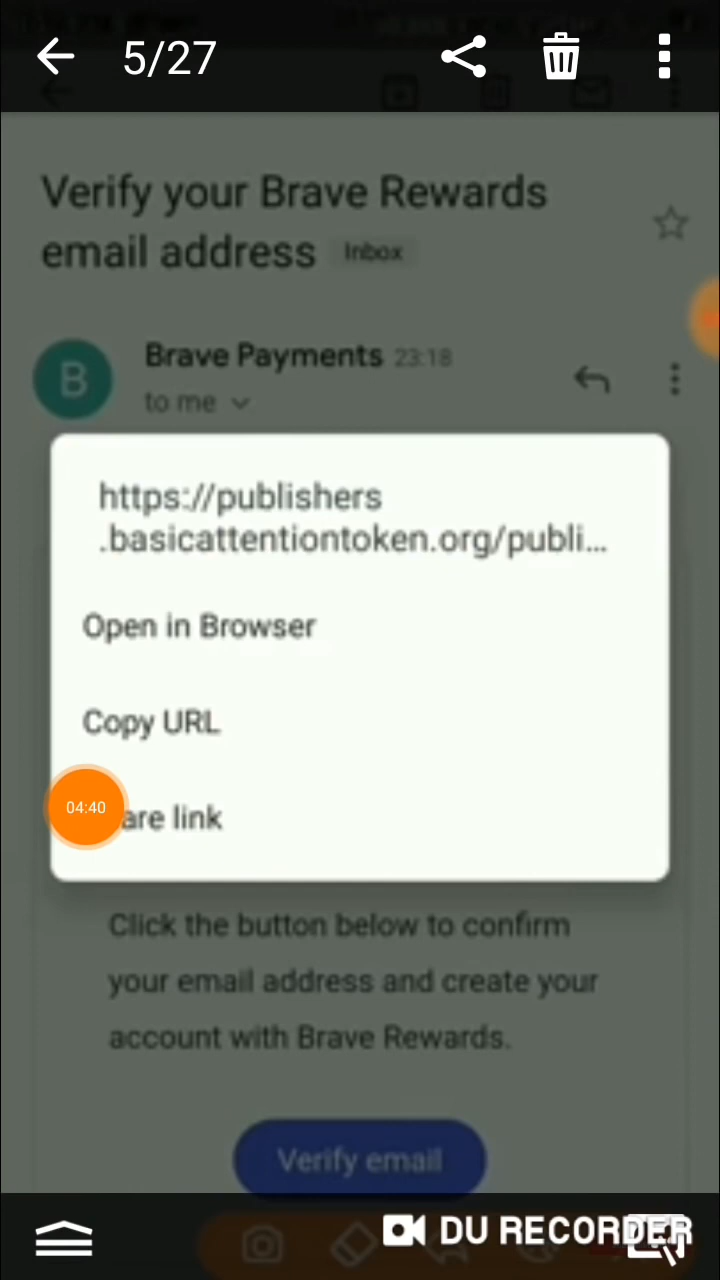 5/27
Verify your Brave Rewards
email address Inbox
B
Brave Payments 23:18
to me
https://publishers
.basicattentiontoken.org/publi...
Open in Browser
Copy URL
04:40
are link
Click the button below to confirm
your email address and create your
account with Brave Rewards.
Verify email
DU RECORDER